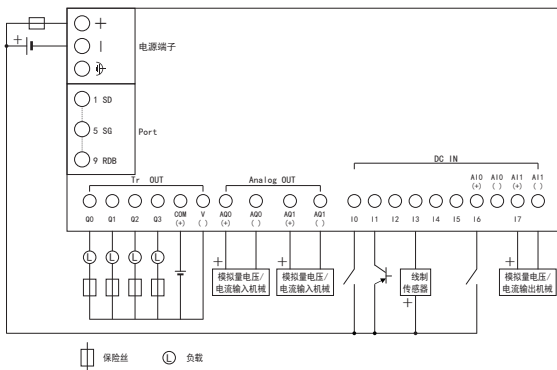 +
+
电源端子
1 SD
5 SG
Port
9 RDB
Tr OUT
Analog OUT
DC IN
AI0 AI0 AI1 AI1
(+) ( ) (+) ( )
Q0 Q1 Q2 Q3 COM V AQ0 AQ0 AQ1 AQ1 I0 I1 I2 I3 I4 I5 I6 I7
(+) ( ) (+) ( ) (+) ( )
L L L L
+ + + +
模拟量电压/
电流输入机械
模拟量电压/
电流输入机械
线制
传感器
模拟量电压/
电流输出机械
+
保险丝
L 负载